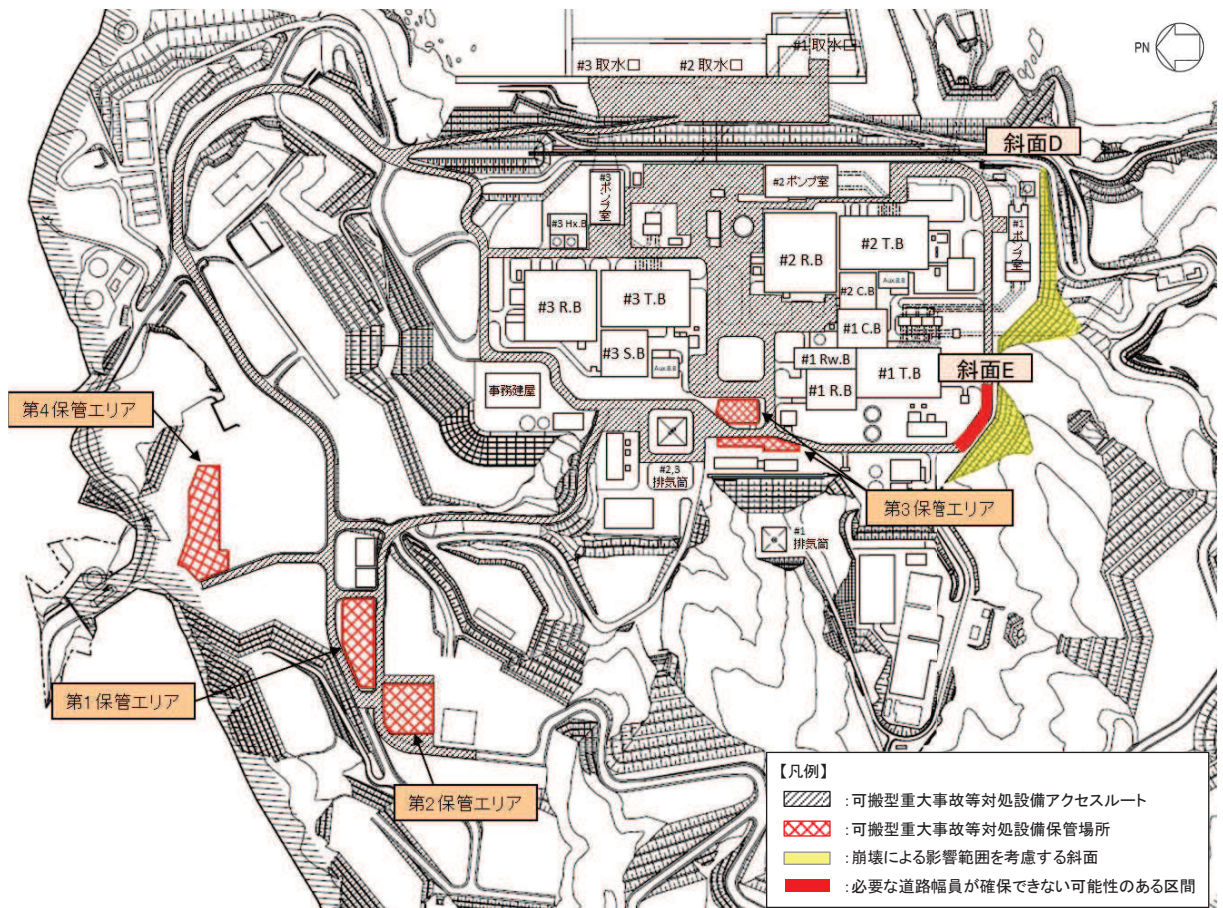 #1取水口
#3取水口
#2取水口
PN
斜面D
#3ポンプ室
#2ポンプ室
#1ポンプ室
#3 Hx.B
#2 R.B
#2 T.B
#3 R.B
#3 T.B
#2 C.B
Aux.B.B
#1 C.B
#3 S.B
Aux.B.B
#1 Rw.B
#1 R.B
#1 T.B
斜面E
事務建屋
第4保管エリア
#2,3
排気筒
第3保管エリア
#1
排気筒
第1保管エリア
第2保管エリア
【凡例】
:可搬型重大事故等対処設備アクセスルート
:可搬型重大事故等対処設備保管場所
:崩壊による影響範囲を考慮する斜面
:必要な道路幅員が確保できない可能性のある区間